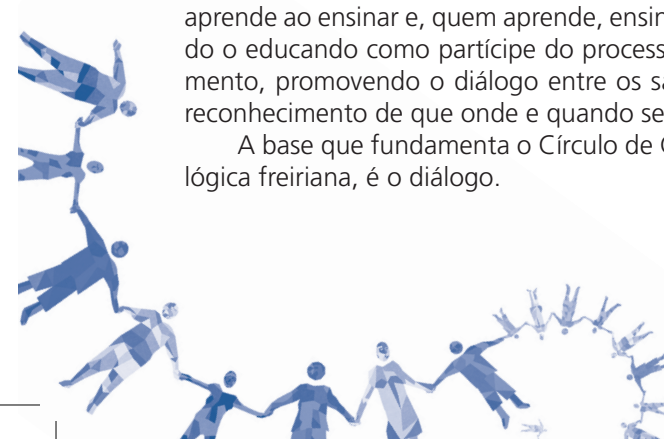 aprende ao ensinar e, quem aprende, ensin
do o educando como partícipe do process
mento, promovendo o diálogo entre os sa
reconhecimento de que onde e quando se
A base que fundamenta o Círculo de C
lógica freiriana, é o diálogo.